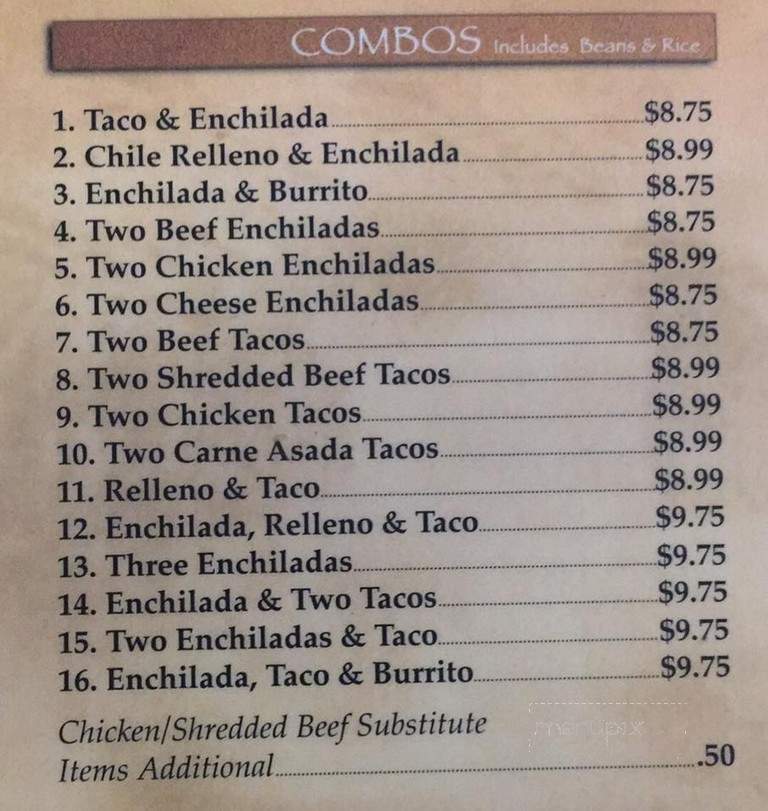 COMBOS Includes Beans & Rice
1. Taco & Enchilada $8.75
2. Chile Relleno & Enchilada $8.99
3. Enchilada & Burrito $8.75
4. Two Beef Enchiladas $8.75
5. Two Chicken Enchiladas $8.99
6. Two Cheese Enchiladas $8.75
7. Two Beef Tacos $8.75
8. Two Shredded Beef Tacos $8.99
9. Two Chicken Tacos $8.99
10. Two Carne Asada Tacos $8.99
11. Relleno & Taco $8.99
12. Enchilada, Relleno & Taco $9.75
13. Three Enchiladas $9.75
14. Enchilada & Two Tacos $9.75
15. Two Enchiladas & Taco $9.75
16. Enchilada, Taco & Burrito $9.75
Chicken/Shredded Beef Substitute
menupix
Items Additional .50